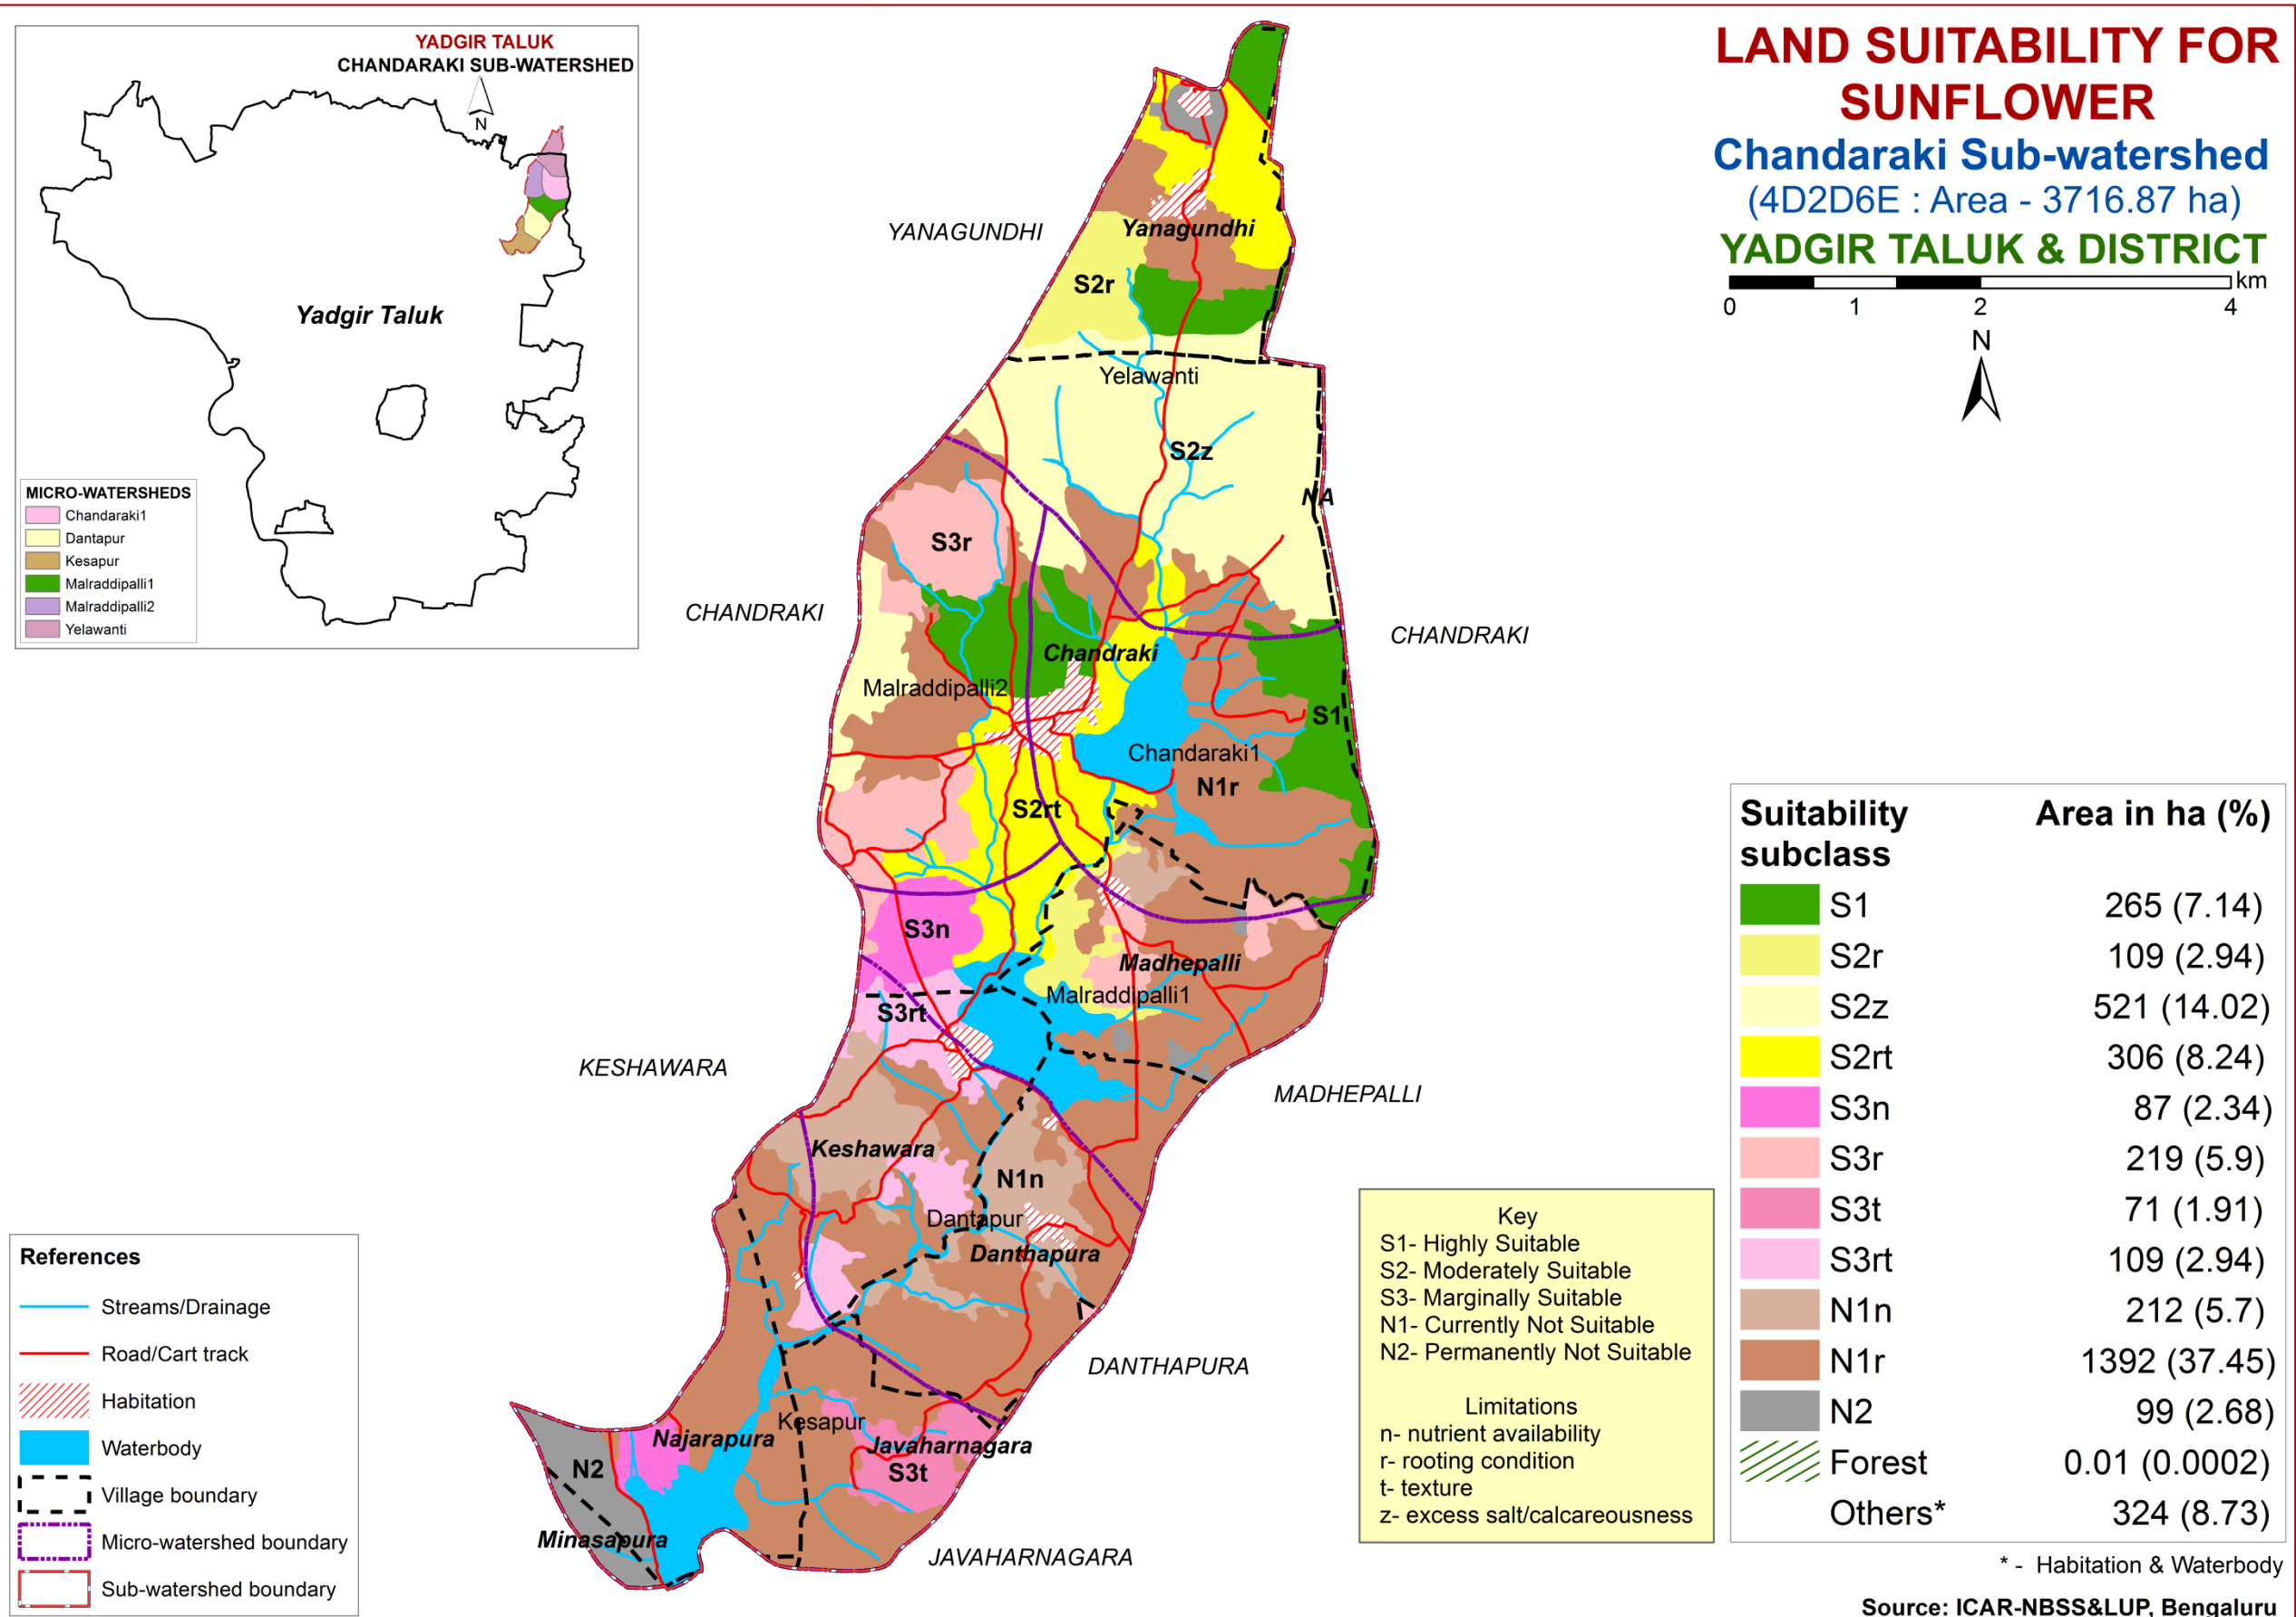 YADGIR TALUK
CHANDARAKI SUB-WATERSHED
N
Yadgir Taluk
MICRO-WATERSHEDS
Chandaraki1
Dantapur
Kesapur
Malraddipalli1
Malraddipalli2
Yelawanti
LAND SUITABILITY FOR
SUNFLOWER
Chandaraki Sub-watershed
(4D2D6E : Area - 3716.87 ha)
YADGIR TALUK & DISTRICT
km
0 1 2 4
N
YANAGUNDHI
Yanagundhi
S2r
Yelawanti
S2z
NA
S3r
CHANDRAKI
CHANDRAKI
Chandraki
Malraddipalli2
S1
Chandaraki1
N1r
S2rt
S3n
Madhepalli
Malraddipalli1
S3rt
KESHAWARA
MADHEPALLI
Keshawara
N1n
Dantapur
Danthapura
DANTHAPURA
Kesapur
Najarapura
Javaharnagara
N2
S3t
Minasapura
JAVAHARNAGARA
Suitability
subclass
Area in ha (%)
S1 265 (7.14)
S2r 109 (2.94)
S2z 521 (14.02)
S2rt 306 (8.24)
S3n 87 (2.34)
S3r 219 (5.9)
S3t 71 (1.91)
S3rt 109 (2.94)
N1n 212 (5.7)
N1r 1392 (37.45)
N2 99 (2.68)
Forest 0.01 (0.0002)
Others* 324 (8.73)
* - Habitation & Waterbody
Source: ICAR-NBSS&LUP, Bengaluru
Key
S1- Highly Suitable
S2- Moderately Suitable
S3- Marginally Suitable
N1- Currently Not Suitable
N2- Permanently Not Suitable
Limitations
n- nutrient availability
r- rooting condition
t- texture
z- excess salt/calcareousness
References
Streams/Drainage
Road/Cart track
Habitation
Waterbody
Village boundary
Micro-watershed boundary
Sub-watershed boundary